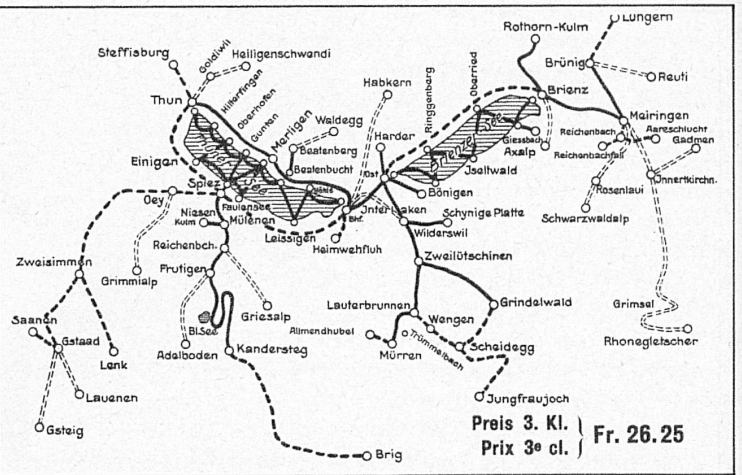 Lungern
Rothorn-Kulm
Steffisburg
Goldiwil
Heiligenschwandi
Brünig
Reuti
Thun
Hilterfingen
Oberhofen
Gunten
Merligen
Waldegg
Habkern
Ringgenberg
Oberried
Brienz
Meiringen
Beatenberg
Beatenbucht
Harder
Giessbach
Axalp
Reichenbach
Aareschlucht
Reichenbachfall
Gadmen
Einigen
Thuner See
Brienzer See
Spiez
Faulensee
Ost
Iseltwald
Bönigen
Rosenlaui
Innertkirchn.
Oey
Niesen
Kulm
Mülenen
Leissigen
Bhf.
Interlaken
Heimwehfluh
Schynige Platte
Wilderswil
Schwarzwaldalp
Reichenbch.
Zweisimmen
Grimmialp
Frutigen
Zweilütschinen
Griesalp
Lauterbrunnen
Grindelwald
Grimsel
Saanen
Gstaad
Bl.See
Allmendhubel
Wengen
Rhonegletscher
Lenk
Adelboden
Kandersteg
Mürren
Trümmelbach
Scheidegg
Lauenen
Jungfraujoch
Gsteig
Brig
Preis 3. Kl.
Prix 3e cl.
Fr. 26.25